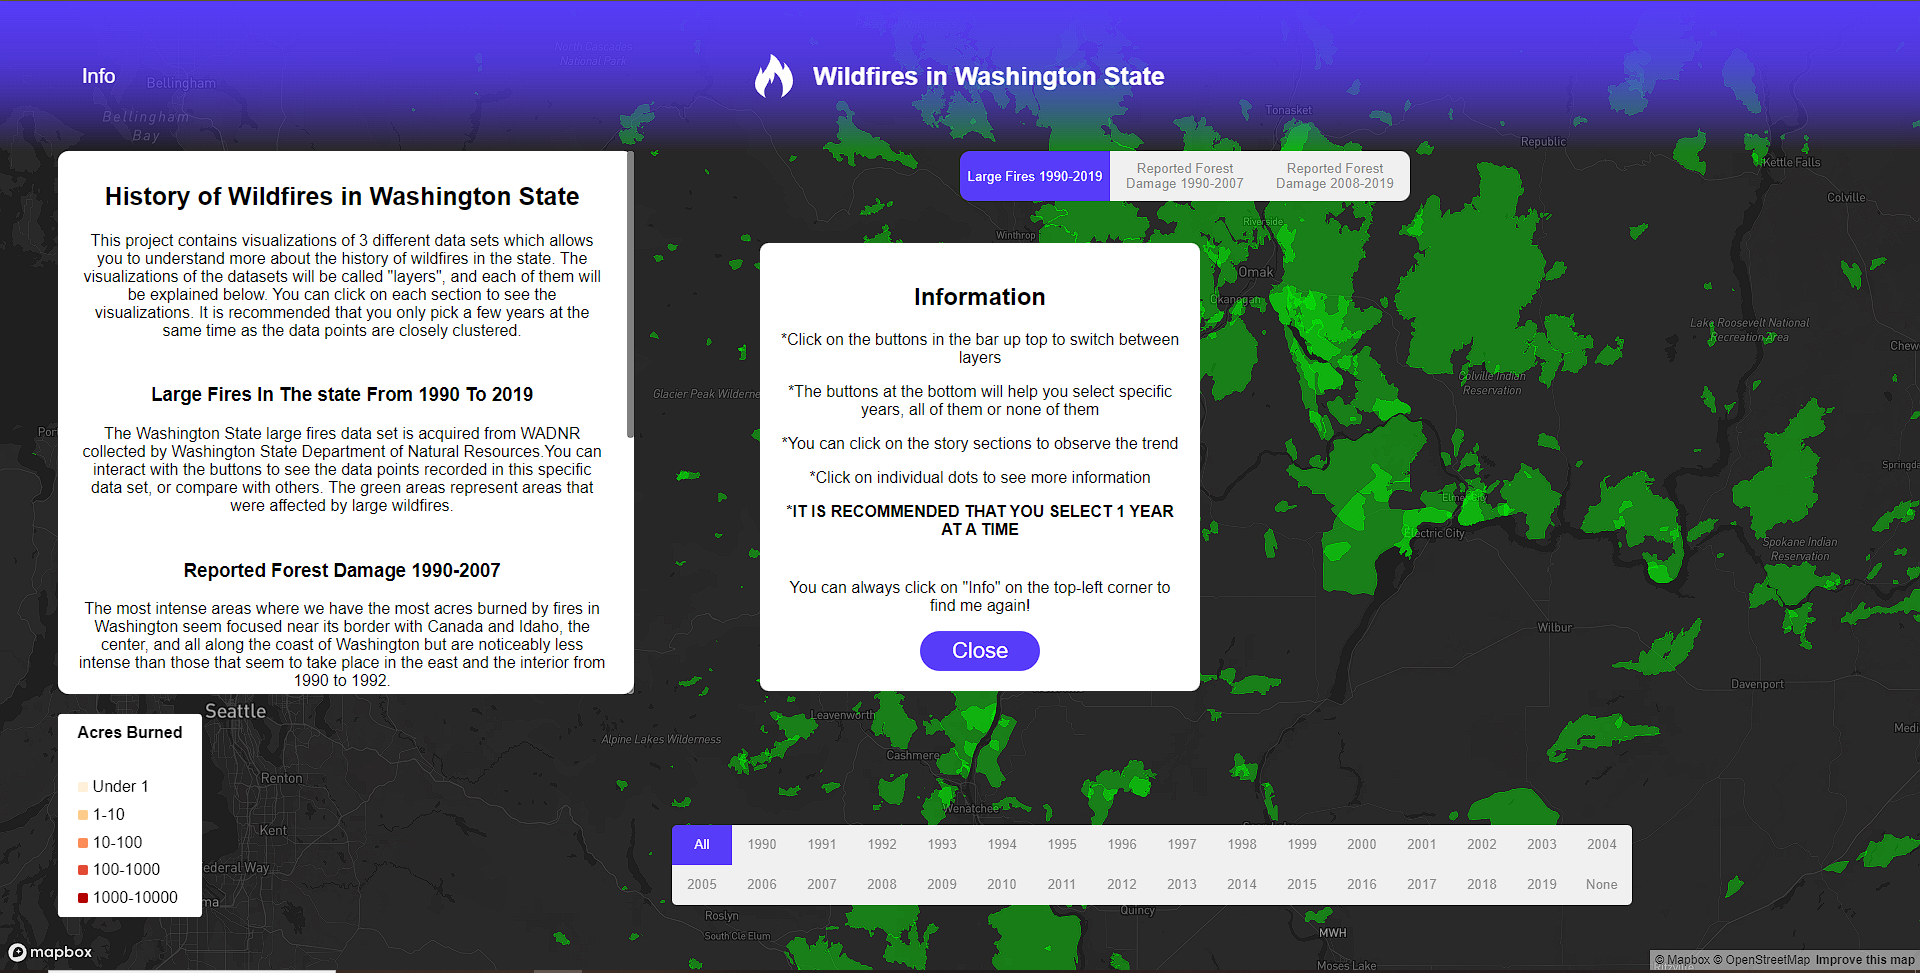 Info
Wildfires in Washington State
North Cascades
National Park
Bellingham
Bellingham
Bay
Tonasket
Republic
Kettle Falls
Colville
Large Fires 1990-2019
Reported Forest
Damage 1990-2007
Reported Forest
Damage 2008-2019
History of Wildfires in Washington State
This project contains visualizations of 3 different data sets which allows
you to understand more about the history of wildfires in the state. The
visualizations of the datasets will be called "layers", and each of them will
be explained below. You can click on each section to see the
visualizations. It is recommended that you only pick a few years at the
same time as the data points are closely clustered.
Large Fires In The state From 1990 To 2019
The Washington State large fires data set is acquired from WADNR
collected by Washington State Department of Natural Resources.You can
interact with the buttons to see the data points recorded in this specific
data set, or compare with others. The green areas represent areas that
were affected by large wildfires.
Reported Forest Damage 1990-2007
The most intense areas where we have the most acres burned by fires in
Washington seem focused near its border with Canada and Idaho, the
center, and all along the coast of Washington but are noticeably less
intense than those that seem to take place in the east and the interior from
1990 to 1992.
Winthrop
Riverside
Omak
Okanogan
Information
*Click on the buttons in the bar up top to switch between
layers
*The buttons at the bottom will help you select specific
years, all of them or none of them
*You can click on the story sections to observe the trend
*Click on individual dots to see more information
*IT IS RECOMMENDED THAT YOU SELECT 1 YEAR
AT A TIME
You can always click on "Info" on the top-left corner to
find me again!
Close
Lake Roosevelt National
Recreation Area
Chew
Colville Indian
Reservation
Glacier Peak Wilderne
Por
Springda
Elmer City
Electric City
Spokane Indian
Reservation
Wilbur
Davenport
Medi
Seattle
Leavenworth
Alpine Lakes Wilderness
Cashmere
Wenatchee
Acres Burned
Under 1
1-10
10-100
100-1000
1000-10000
Renton
Kent
ederal Way
ma
All 1990 1991 1992 1993 1994 1995 1996 1997 1998 1999 2000 2001 2002 2003 2004
2005 2006 2007 2008 2009 2010 2011 2012 2013 2014 2015 2016 2017 2018 2019 None
Roslyn
South Cle Elum
Quincy
MWH
Moses Lake
Ritzville
mapbox
© Mapbox © OpenStreetMap Improve this map